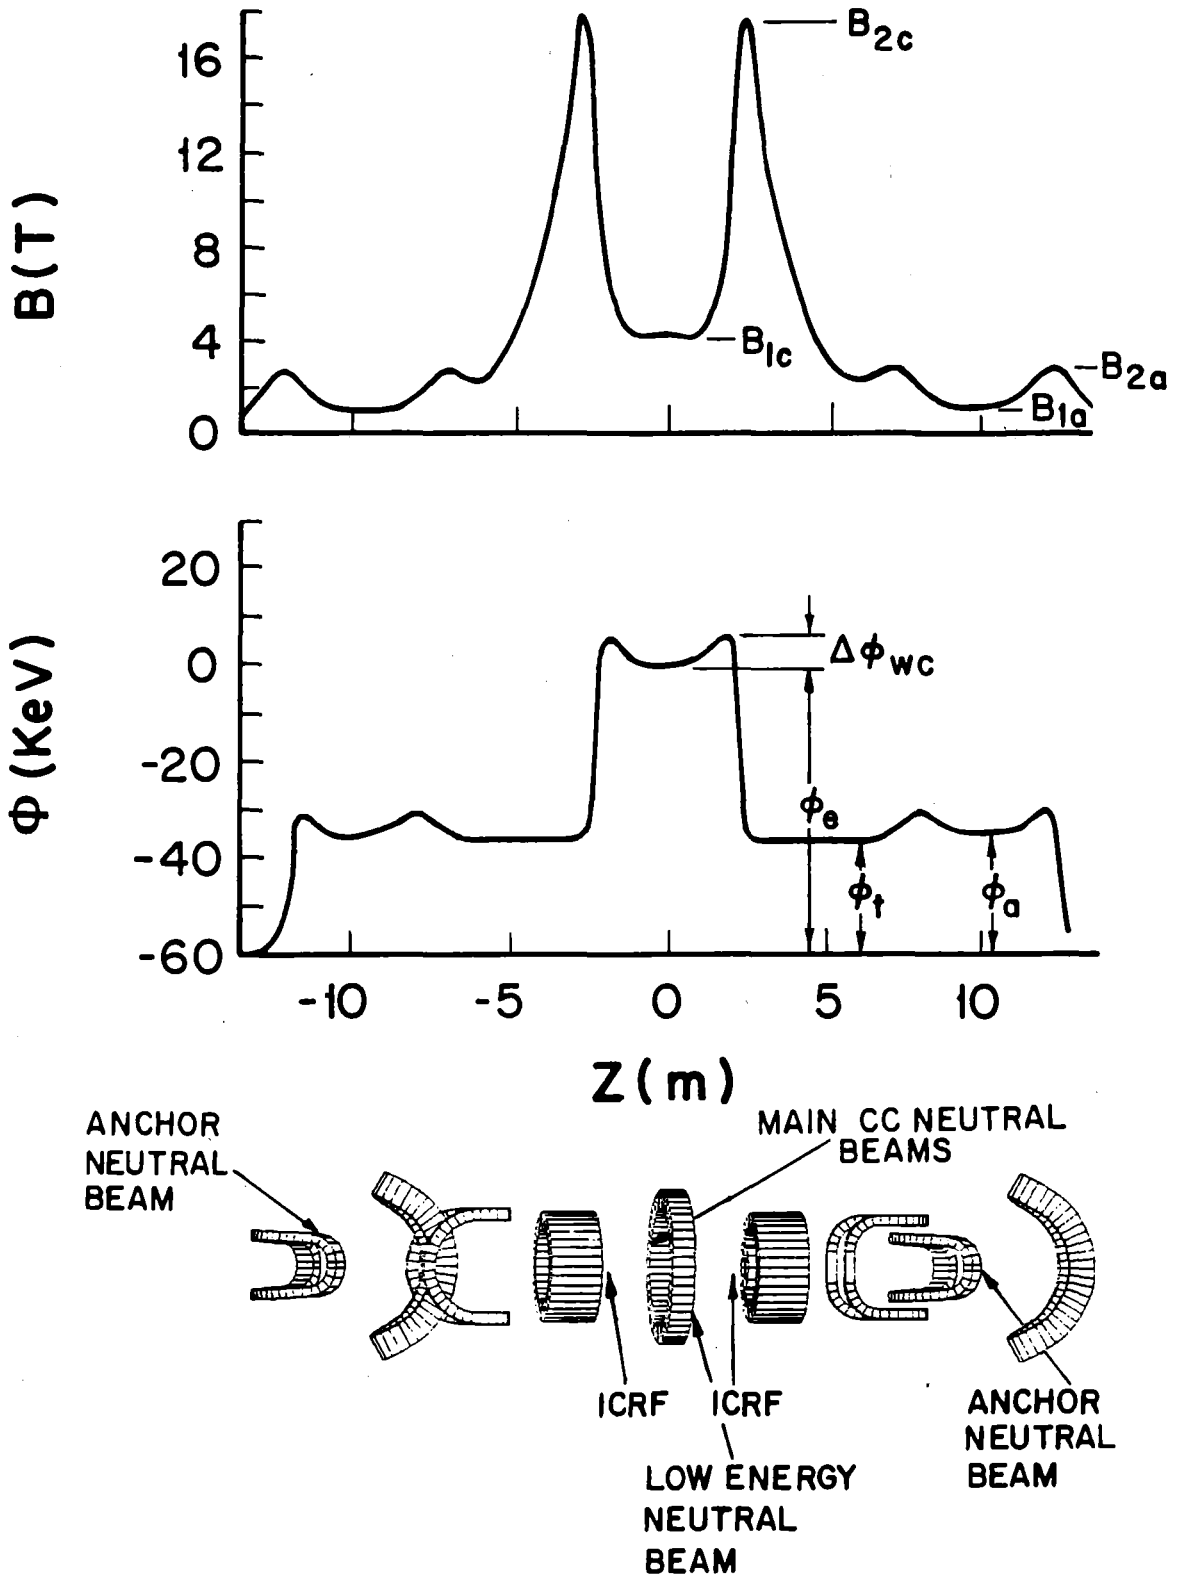 B(T)
16
12
8
4
0
B2c
B1c
B2a
B1a
Φ(KeV)
20
0
-20
-40
-60
Δϕwc
ϕe
ϕt
ϕa
-10
-5
0
5
10
Z(m)
ANCHOR
NEUTRAL
BEAM
MAIN CC NEUTRAL
BEAMS
ICRF
ICRF
LOW ENERGY
NEUTRAL
BEAM
ANCHOR
NEUTRAL
BEAM